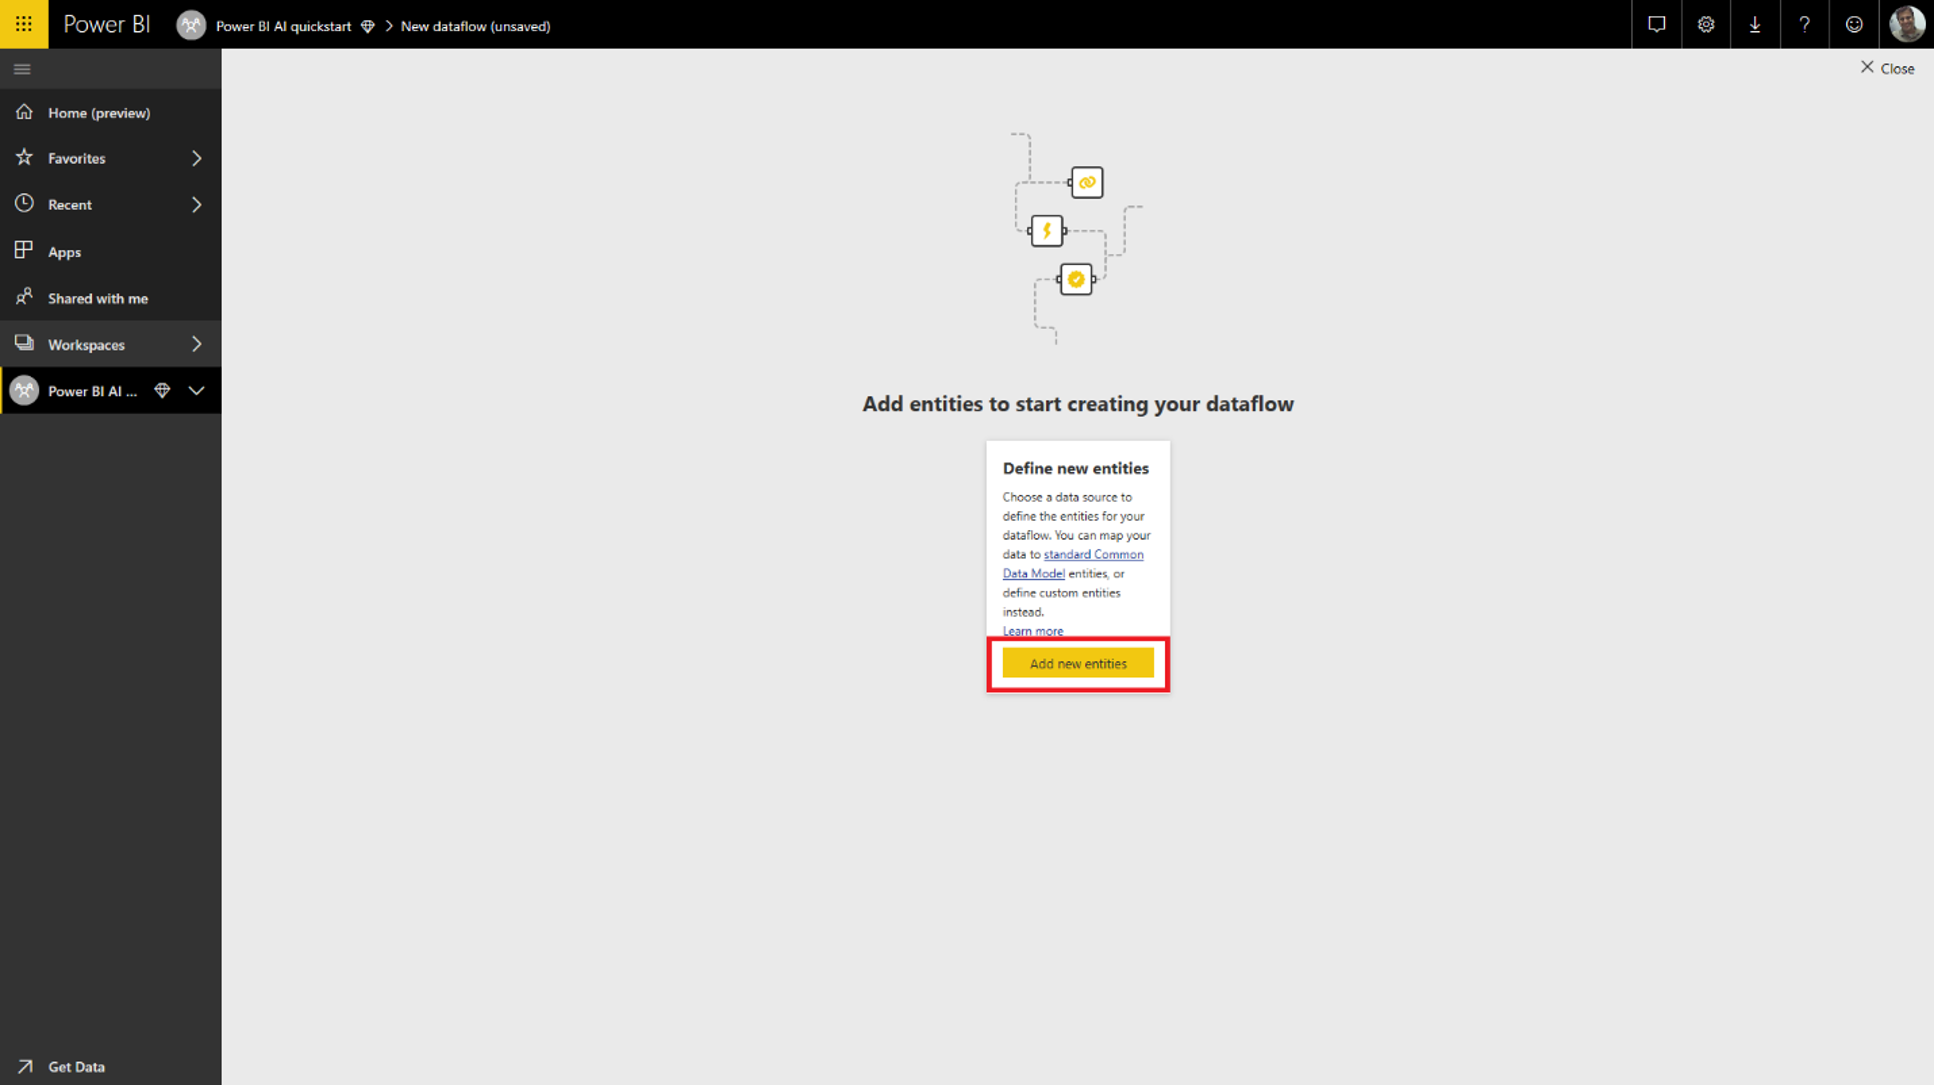 Power BI
Power BI AI quickstart > New dataflow (unsaved)
Close
Home (preview)
Favorites
Recent
Apps
Shared with me
Workspaces
Power BI AI ...
Get Data
Add entities to start creating your dataflow
Define new entities
Choose a data source to
define the entities for your
dataflow. You can map your
data to standard Common
Data Model entities, or
define custom entities
instead.
Learn more
Add new entities